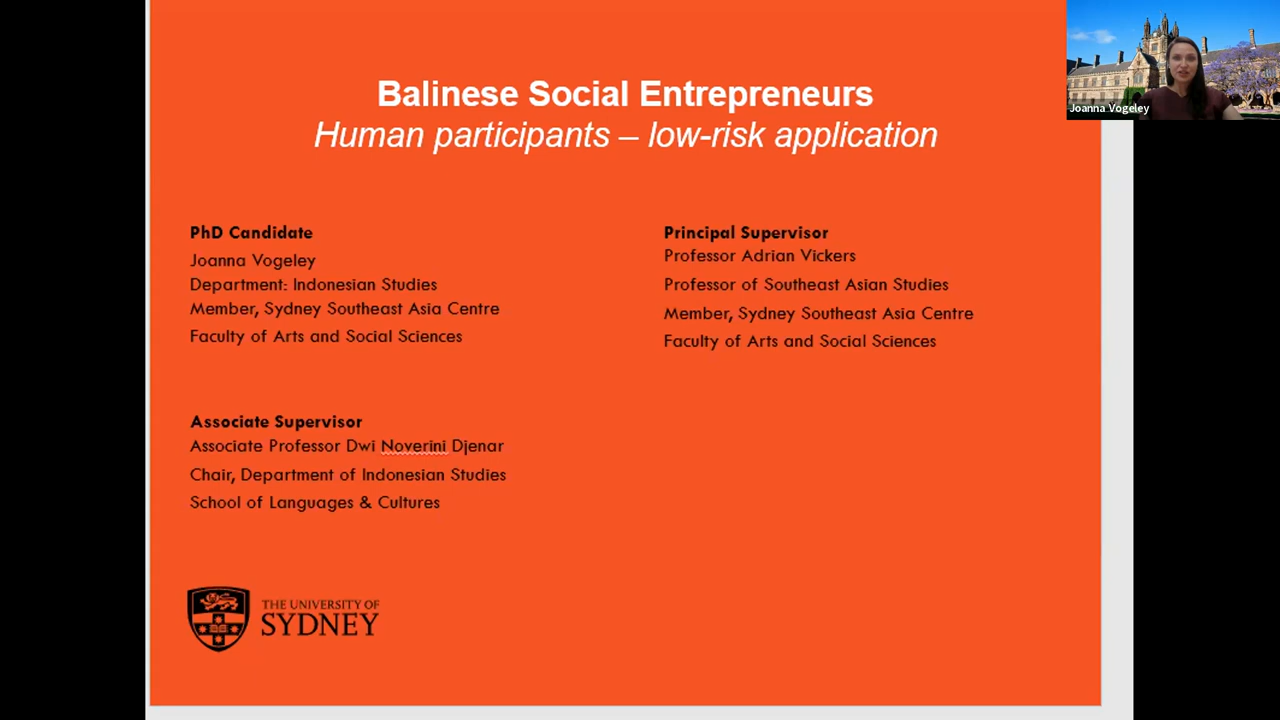 Balinese Social Entrepreneurs
Human participants – low-risk application
Joanna Vogeley
PhD Candidate
Joanna Vogeley
Department: Indonesian Studies
Member, Sydney Southeast Asia Centre
Faculty of Arts and Social Sciences
Principal Supervisor
Professor Adrian Vickers
Professor of Southeast Asian Studies
Member, Sydney Southeast Asia Centre
Faculty of Arts and Social Sciences
Associate Supervisor
Associate Professor Dwi Noverini Djenar
Chair, Department of Indonesian Studies
School of Languages & Cultures
THE UNIVERSITY OF
SYDNEY